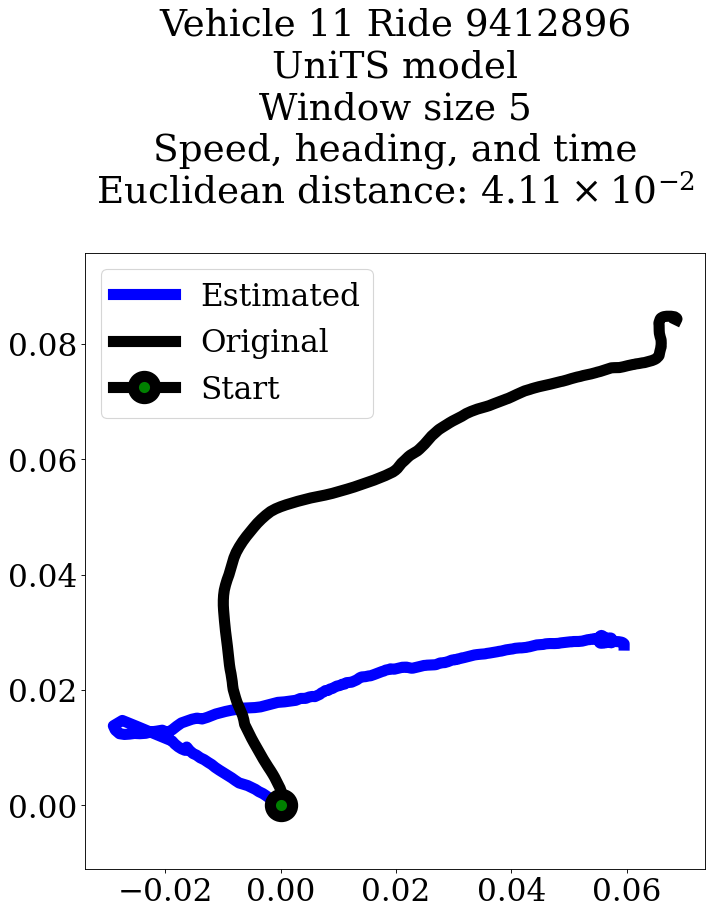 Vehicle 11 Ride 9412896
UniTS model
Window size 5
Speed, heading, and time
Euclidean distance: 4.11 × 10⁻²
Estimated
Original
Start
0.08
0.06
0.04
0.02
0.00
−0.02 0.00 0.02 0.04 0.06